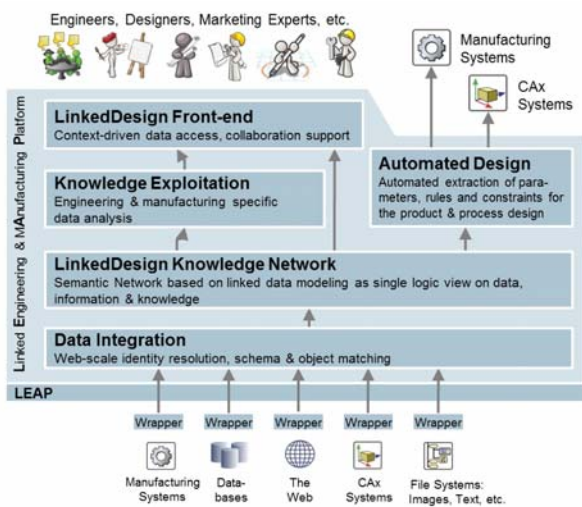 Engineers, Designers, Marketing Experts, etc.
Manufacturing
Systems
CAx
Systems
Linked Engineering & MAnufacturing Platform
LinkedDesign Front-end
Context-driven data access, collaboration support
Knowledge Exploitation
Engineering & manufacturing specific
data analysis
Automated Design
Automated extraction of para-
meters, rules and constraints for
the product & process design
LinkedDesign Knowledge Network
Semantic Network based on linked data modeling as single logic view on data,
information & knowledge
Data Integration
Web-scale identity resolution, schema & object matching
LEAP
Wrapper Wrapper Wrapper Wrapper Wrapper
Manufacturing
Systems
Data-
bases
The
Web
CAx
Systems
File Systems:
Images, Text, etc.